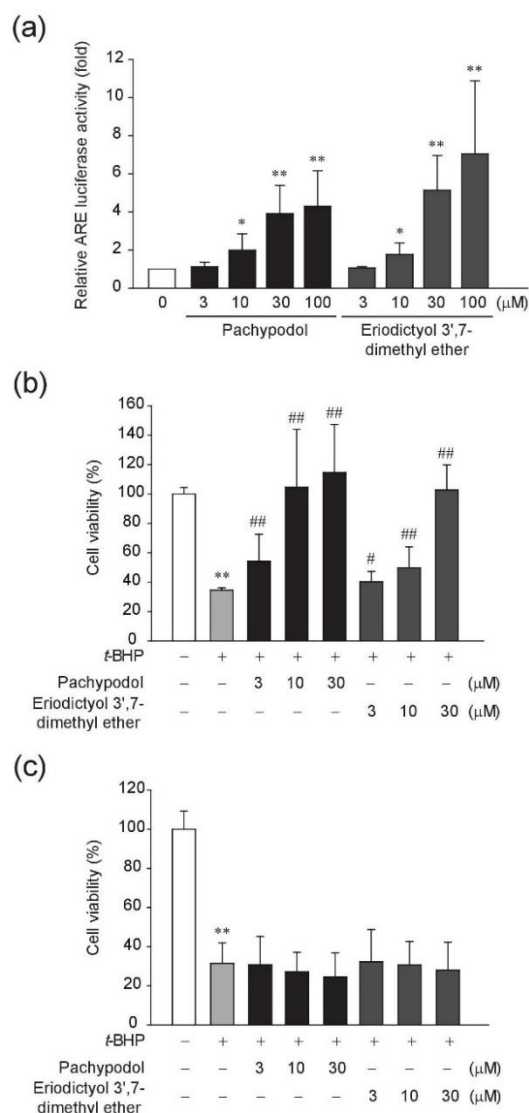 (a)
Relative ARE luciferase activity (fold)
12
10
8
6
4
2
0
*
**
**
*
**
**
0 3 10 30 100 3 10 30 100 (μM)
Pachypodol Eriodictyol 3',7-
dimethyl ether
(b)
Cell viability (%)
160
140
120
100
80
60
40
20
0
**
##
##
##
#
##
##
t-BHP
– + + + + + + +
Pachypodol
– – 3 10 30 – – – (μM)
Eriodictyol 3',7-
dimethyl ether
– – – – – 3 10 30 (μM)
(c)
Cell viability (%)
120
100
80
60
40
20
0
**
t-BHP
– + + + + + + +
Pachypodol
– – 3 10 30 – – – (μM)
Eriodictyol 3',7-
dimethyl ether
– – – – – 3 10 30 (μM)